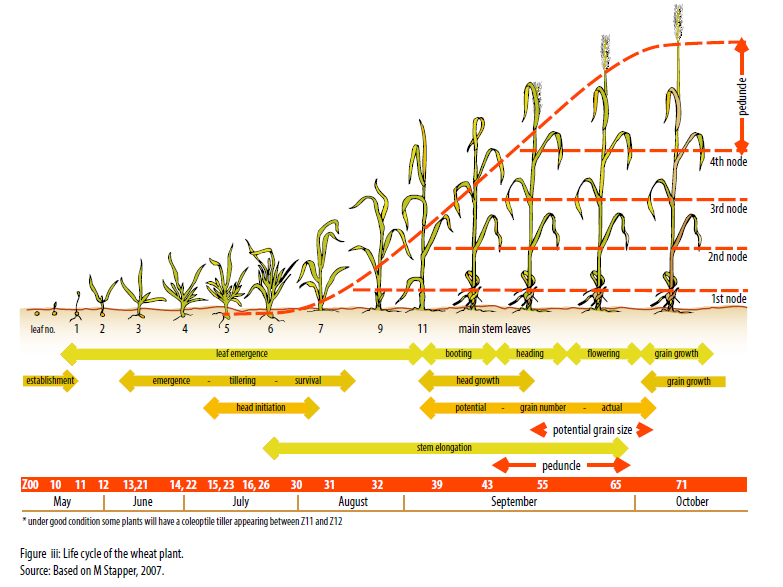 peduncle
4th node
3rd node
2nd node
1st node
leaf no. 1 2 3 4 5 6 7 9 11 main stem leaves
leaf emergence booting heading flowering grain growth
establishment emergence - tillering - survival head growth grain growth
head initiation potential - grain number - actual
potential grain size
stem elongation
peduncle
Z00 10 11 12 13,21 14, 22 15, 23 16, 26 30 31 32 39 43 55 65 71
May June July August September October
* under good condition some plants will have a coleoptile tiller appearing between Z11 and Z12
Figure iii: Life cycle of the wheat plant.
Source: Based on M Stapper, 2007.